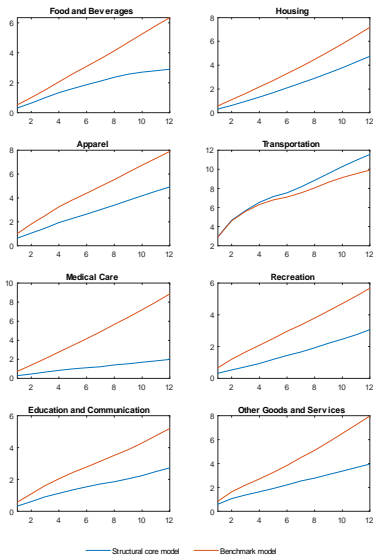 Food and Beverages
6
4
2
0
2 4 6 8 10 12
Housing
8
6
4
2
0
2 4 6 8 10 12
Apparel
8
6
4
2
0
2 4 6 8 10 12
Transportation
12
10
8
6
4
2
2 4 6 8 10 12
Medical Care
10
8
6
4
2
0
2 4 6 8 10 12
Recreation
6
4
2
0
2 4 6 8 10 12
Education and Communication
6
4
2
0
2 4 6 8 10 12
Other Goods and Services
8
6
4
2
0
2 4 6 8 10 12
Structural core model Benchmark model